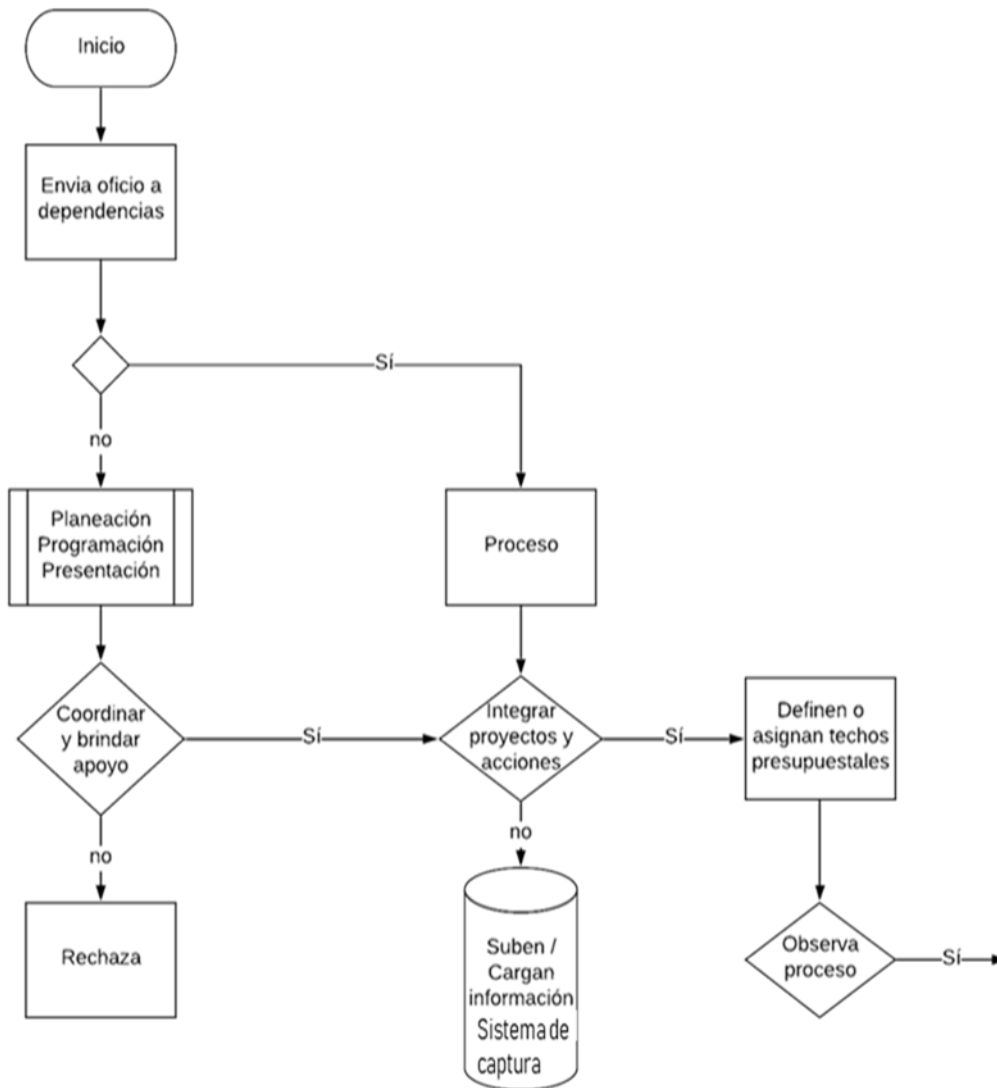 Inicio
Envia oficio a
dependencias
Sí
no
Planeación
Programación
Presentación
Proceso
Coordinar
y brindar
apoyo
Sí
Integrar
proyectos y
acciones
Sí
Definen o
asignan techos
presupuestales
no
no
Rechaza
Suben /
Cargan
información
Sistema de
captura
Observa
proceso
Sí